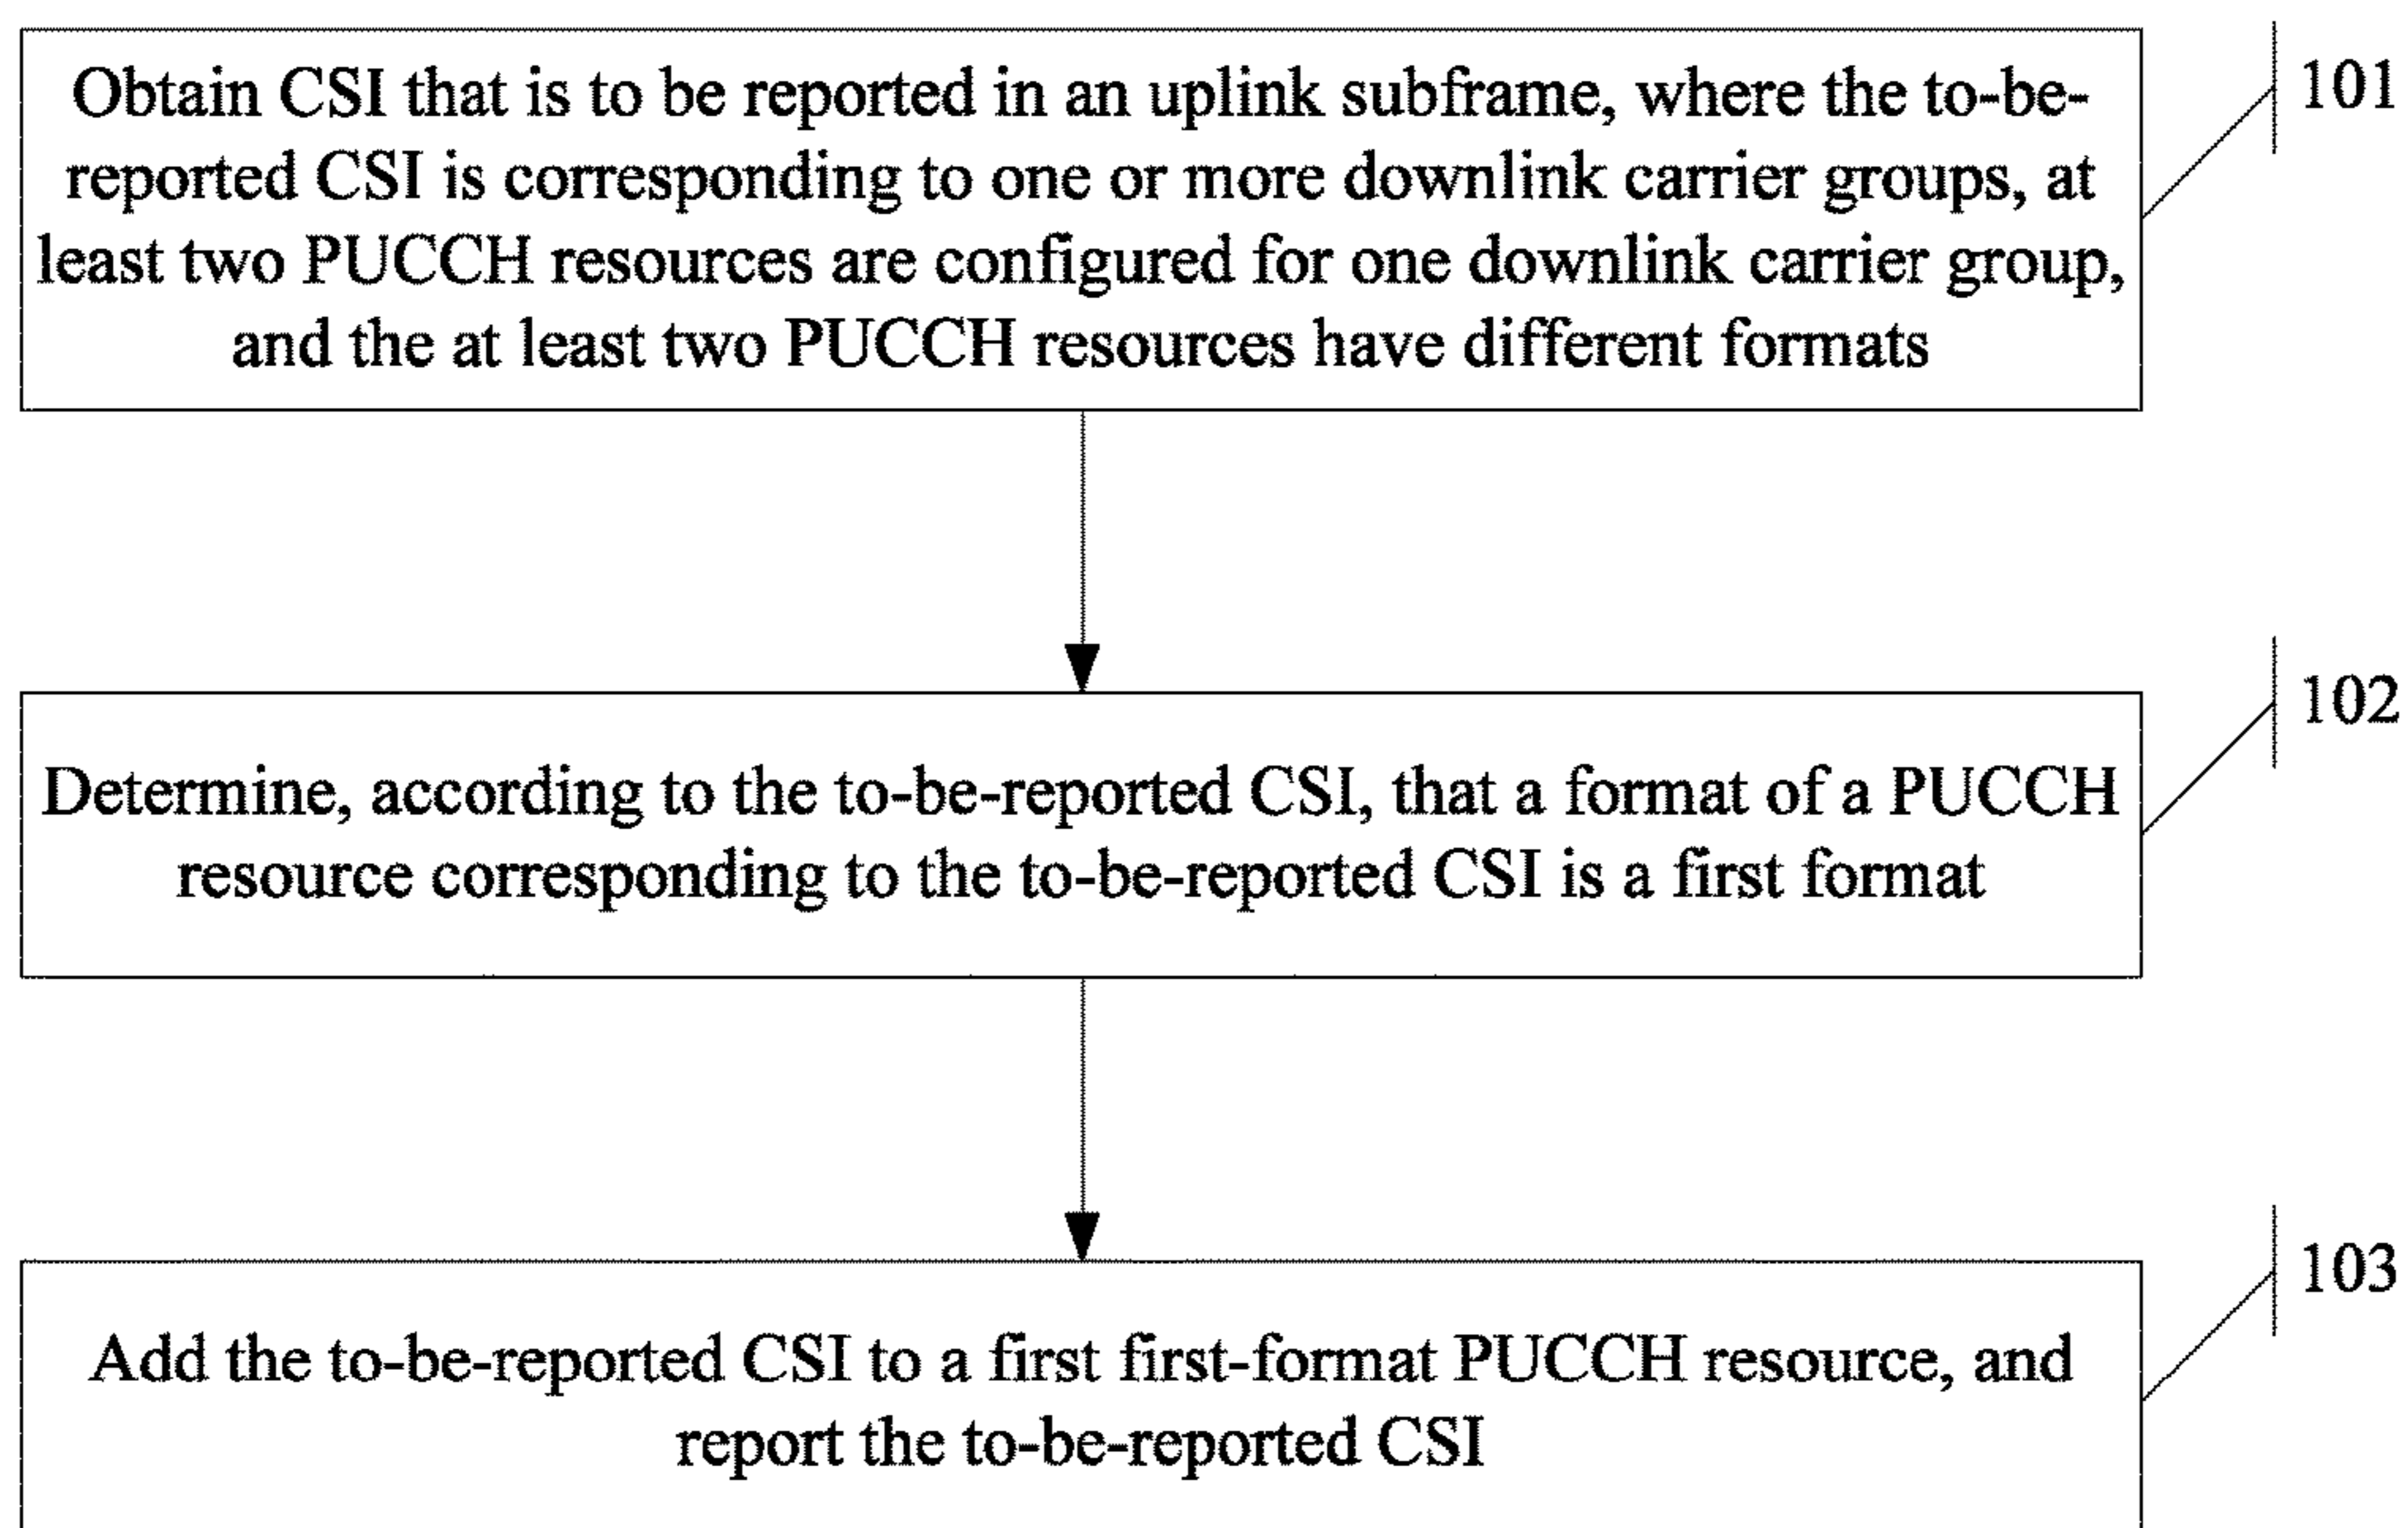 Obtain CSI that is to be reported in an uplink subframe, where the to-be-
reported CSI is corresponding to one or more downlink carrier groups, at
least two PUCCH resources are configured for one downlink carrier group,
and the at least two PUCCH resources have different formats
101
Determine, according to the to-be-reported CSI, that a format of a PUCCH
resource corresponding to the to-be-reported CSI is a first format
102
Add the to-be-reported CSI to a first first-format PUCCH resource, and
report the to-be-reported CSI
103